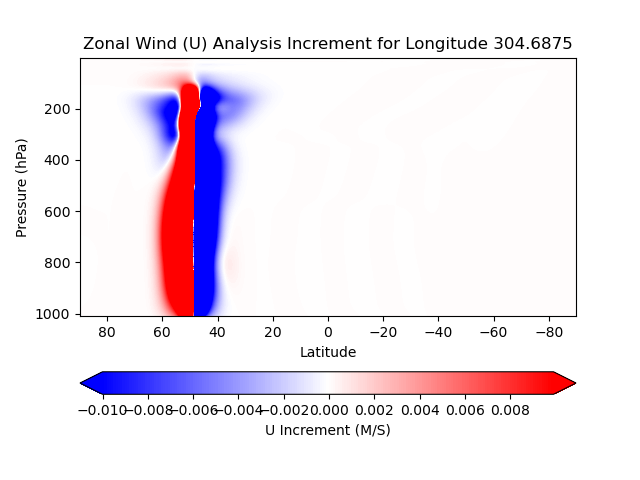 Zonal Wind (U) Analysis Increment for Longitude 304.6875
Pressure (hPa)
200
400
600
800
1000
80 60 40 20 0 −20 −40 −60 −80
Latitude
−0.010 −0.008 −0.006 −0.004 −0.002 0.000 0.002 0.004 0.006 0.008
U Increment (M/S)